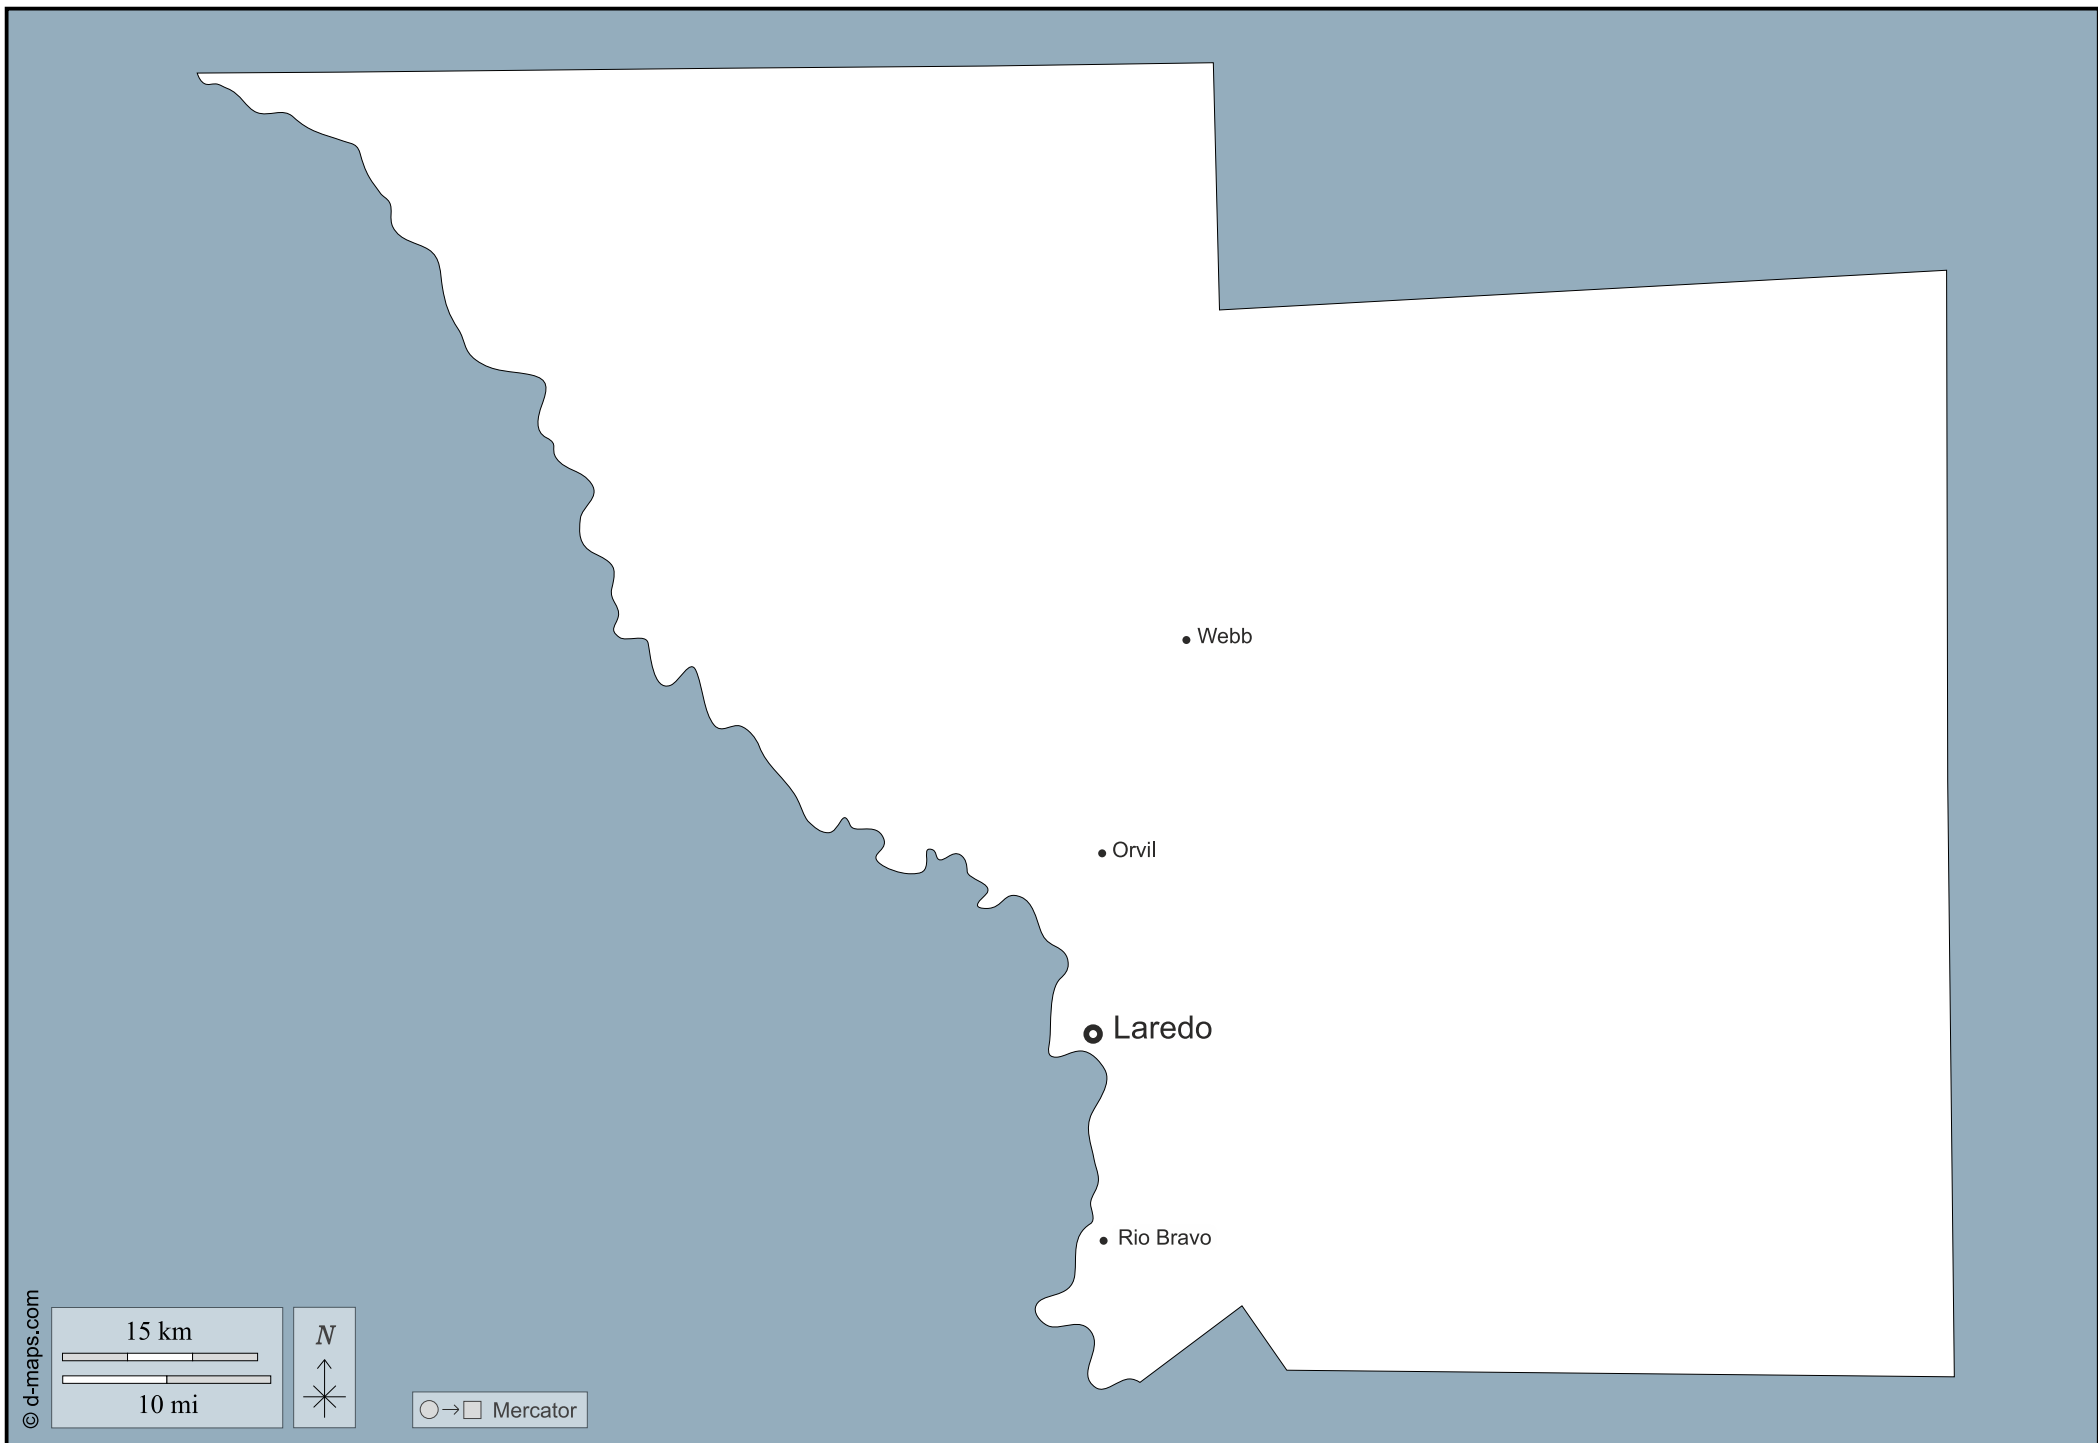 Webb
Orvil
Laredo
Rio Bravo
© d-maps.com
15 km
10 mi
N
Mercator